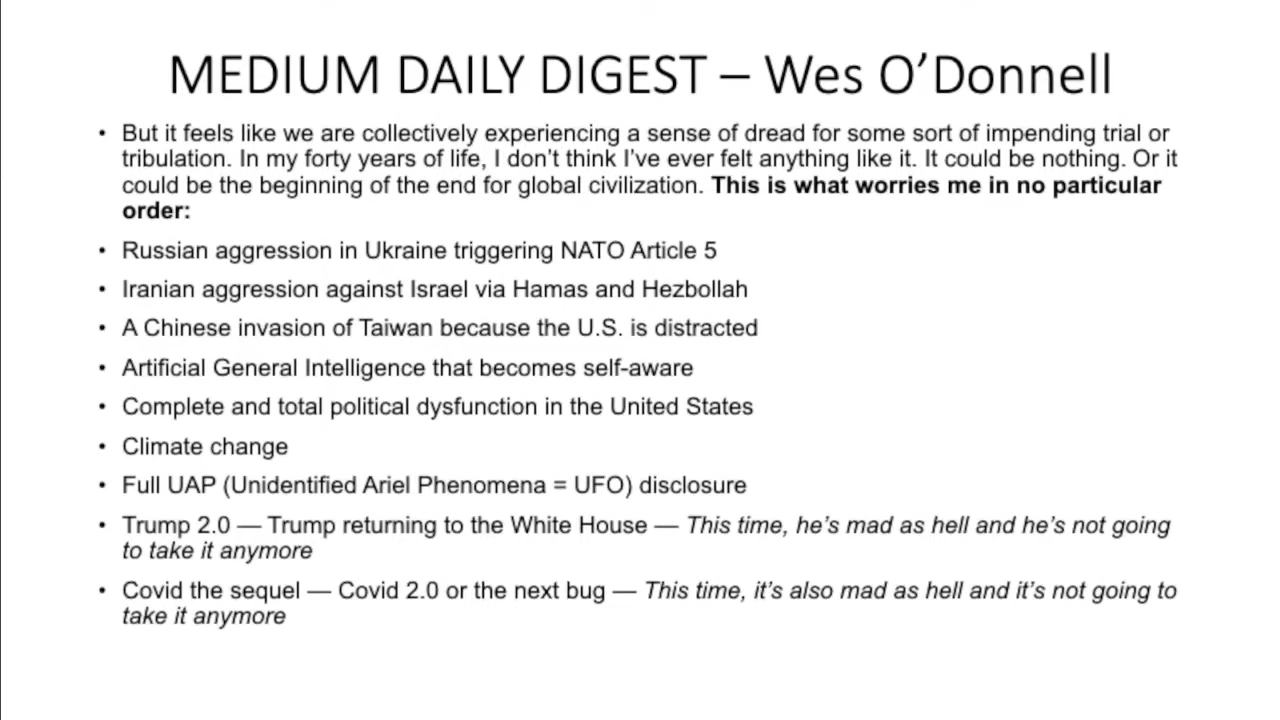 MEDIUM DAILY DIGEST – Wes O’Donnell
• But it feels like we are collectively experiencing a sense of dread for some sort of impending trial or
tribulation. In my forty years of life, I don’t think I’ve ever felt anything like it. It could be nothing. Or it
could be the beginning of the end for global civilization. This is what worries me in no particular
order:
• Russian aggression in Ukraine triggering NATO Article 5
• Iranian aggression against Israel via Hamas and Hezbollah
• A Chinese invasion of Taiwan because the U.S. is distracted
• Artificial General Intelligence that becomes self-aware
• Complete and total political dysfunction in the United States
• Climate change
• Full UAP (Unidentified Ariel Phenomena = UFO) disclosure
• Trump 2.0 — Trump returning to the White House — This time, he’s mad as hell and he’s not going
to take it anymore
• Covid the sequel — Covid 2.0 or the next bug — This time, it’s also mad as hell and it’s not going to
take it anymore